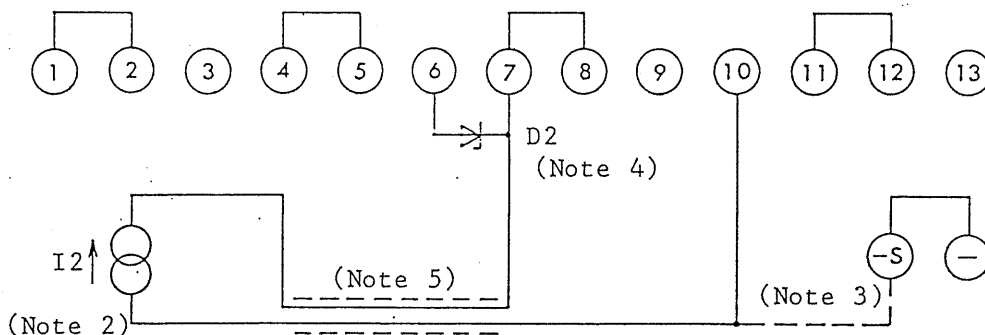 1 2 3 4 5 6 7 8 9 10 11 12 13
D2
(Note 4)
I2
(Note 5)
-S —
(Note 3)
(Note 2)